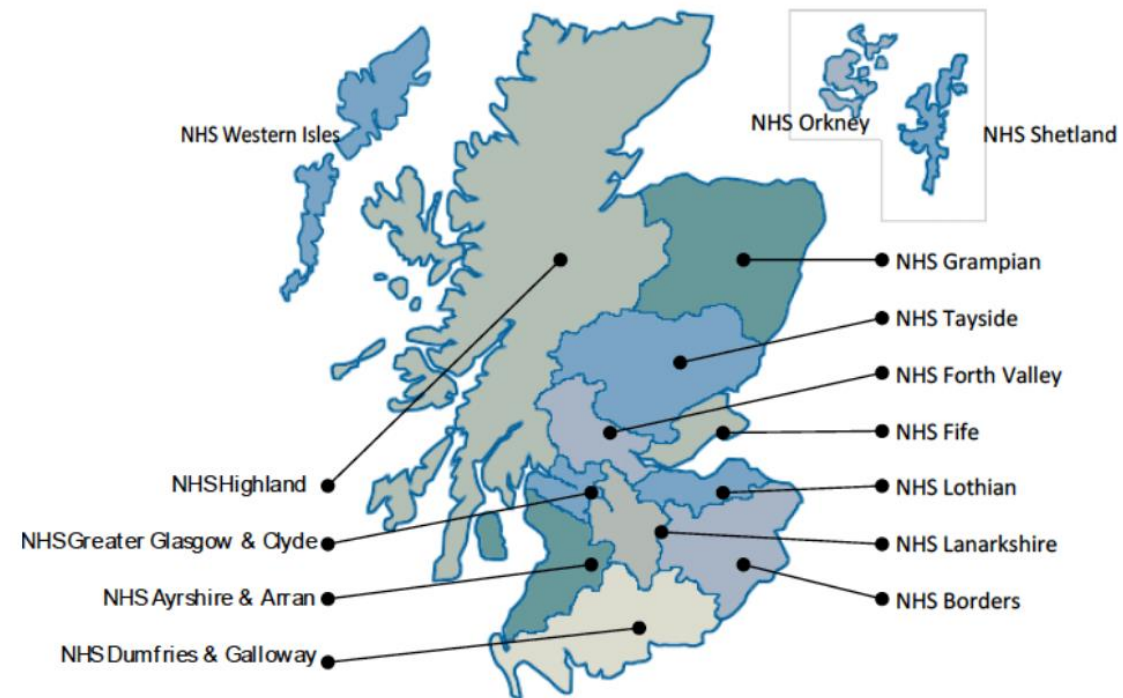 NHS Western Isles
NHS Orkney
NHS Shetland
NHS Grampian
NHS Tayside
NHS Forth Valley
NHS Fife
NHSHighland
NHS Lothian
NHSGreater Glasgow & Clyde
NHS Lanarkshire
NHS Ayrshire & Arran
NHS Borders
NHSDumfries & Galloway